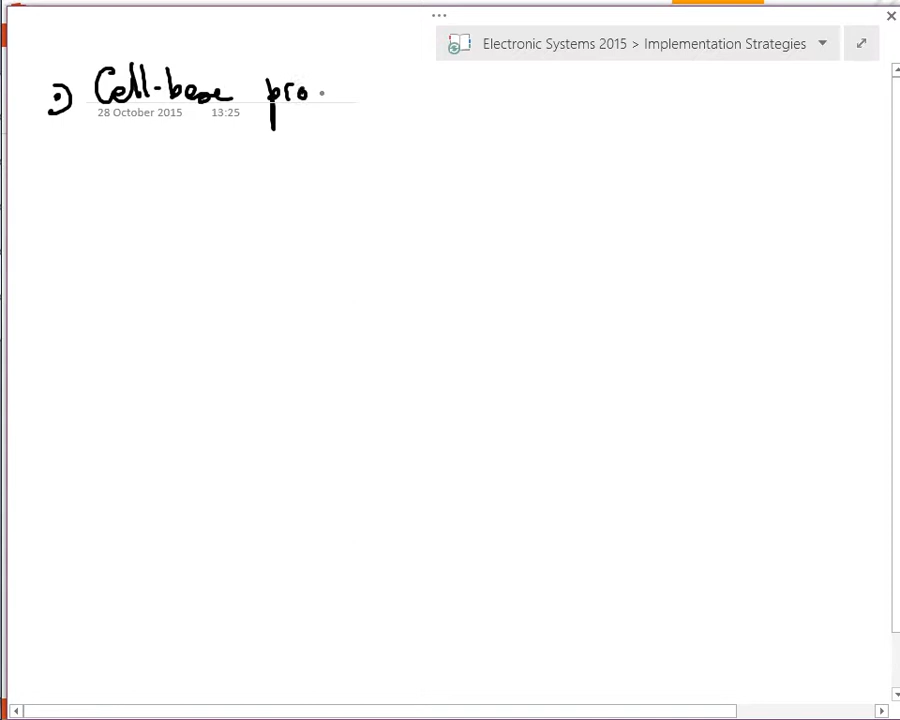 Electronic Systems 2015 > Implementation Strategies
Cell-base pro
28 October 2015 13:25